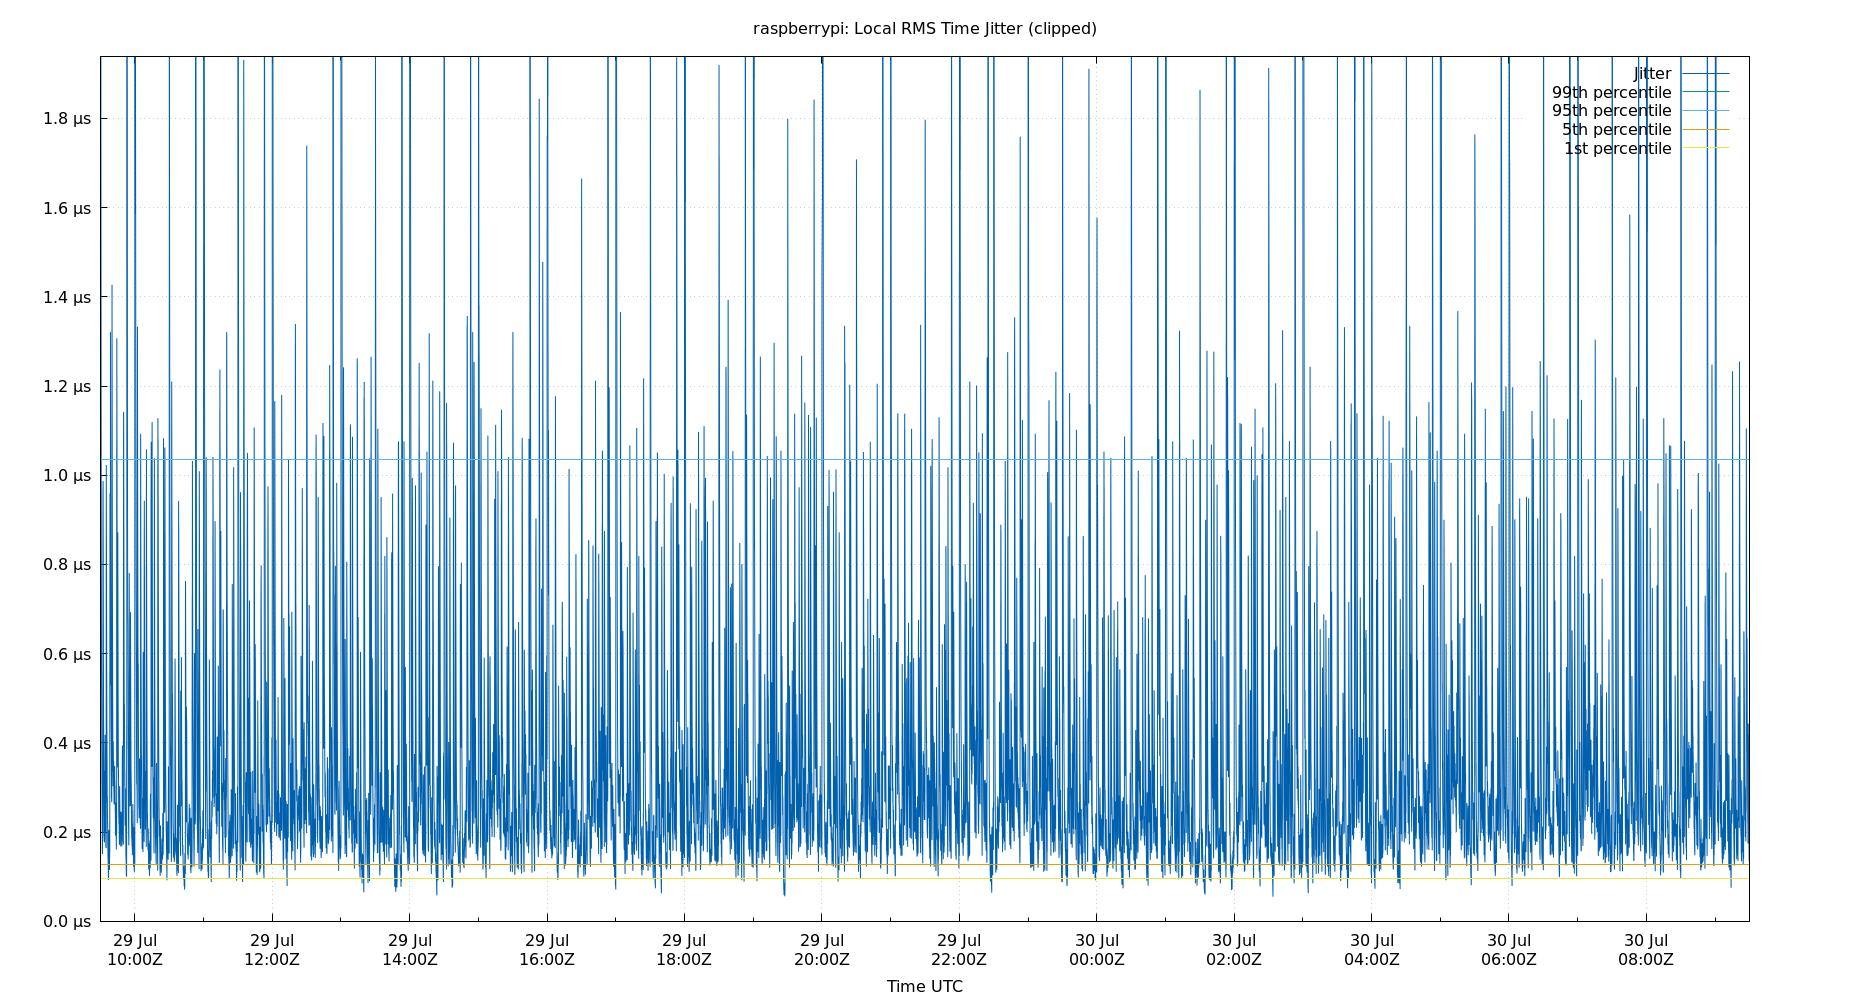 raspberrypi: Local RMS Time Jitter (clipped)
Jitter
99th percentile
95th percentile
5th percentile
1st percentile
1.8 µs
1.6 µs
1.4 µs
1.2 µs
1.0 µs
0.8 µs
0.6 µs
0.4 µs
0.2 µs
0.0 µs
29 Jul 29 Jul 29 Jul 29 Jul 29 Jul 29 Jul 29 Jul 30 Jul 30 Jul 30 Jul 30 Jul 30 Jul
10:00Z 12:00Z 14:00Z 16:00Z 18:00Z 20:00Z 22:00Z 00:00Z 02:00Z 04:00Z 06:00Z 08:00Z
Time UTC